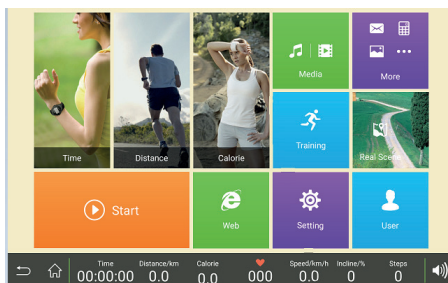 Media
More
Time
Distance
Calorie
Training
Real Scene
Start
Web
Setting
User
Time
Distance/km
Calorie
Speed/km/h
Incline/%
Steps
00:00:00
0.0
0.0
000
0.0
0
0